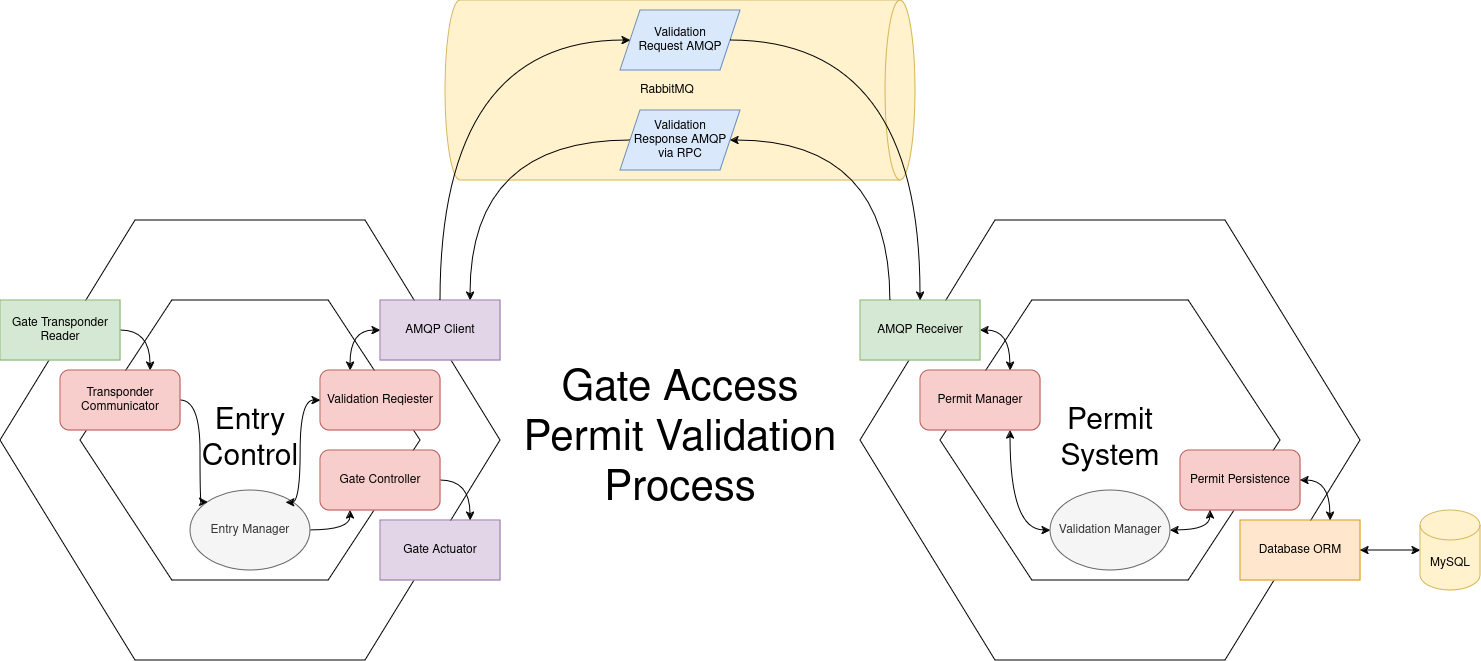 Validation
Request AMQP
RabbitMQ
Validation
Response AMQP
via RPC
Gate Transponder
Reader
AMQP Client
Transponder
Communicator
Validation Reqiester
Entry
Control
Gate Controller
Entry Manager
Gate Actuator
Gate Access
Permit Validation
Process
AMQP Receiver
Permit Manager
Permit
System
Permit Persistence
Validation Manager
Database ORM
MySQL